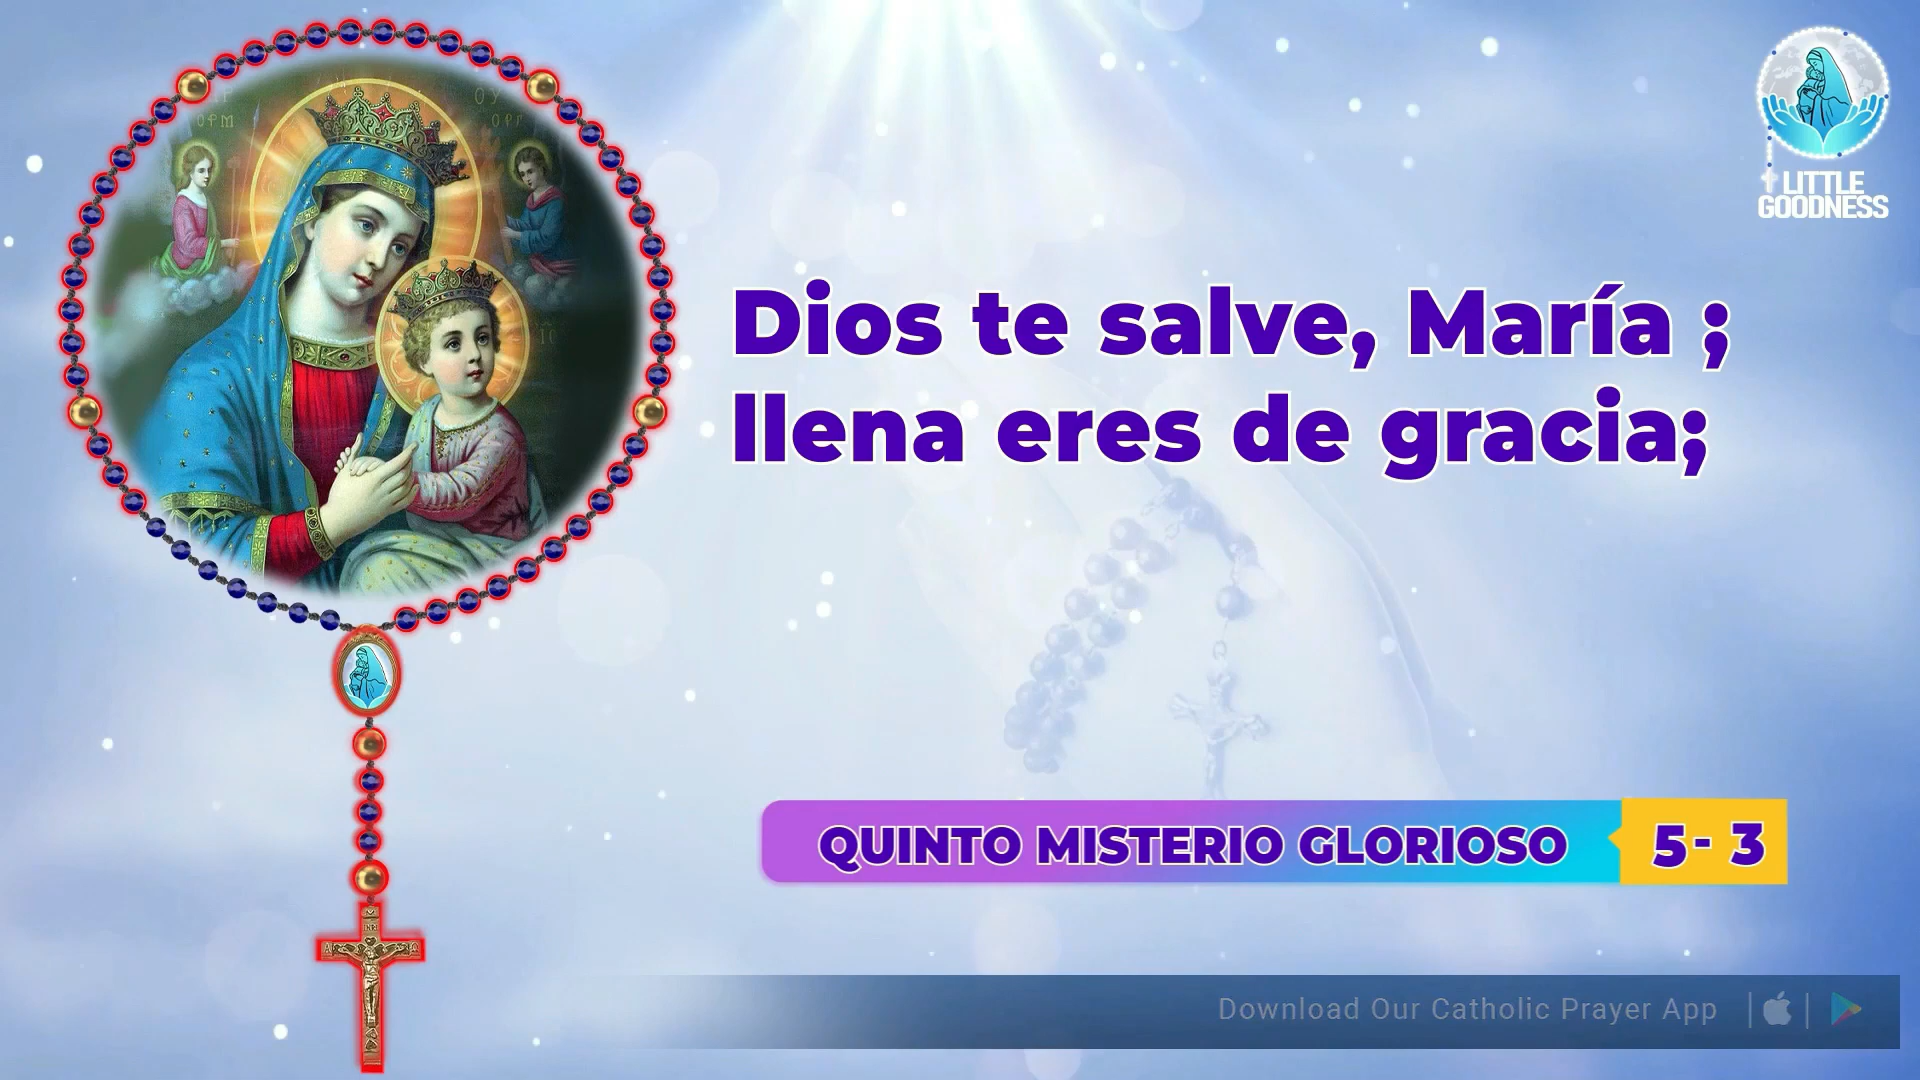 LITTLE
GOODNESS
Dios te salve, María ;
llena eres de gracia;
QUINTO MISTERIO GLORIOSO
5- 3
Download Our Catholic Prayer App